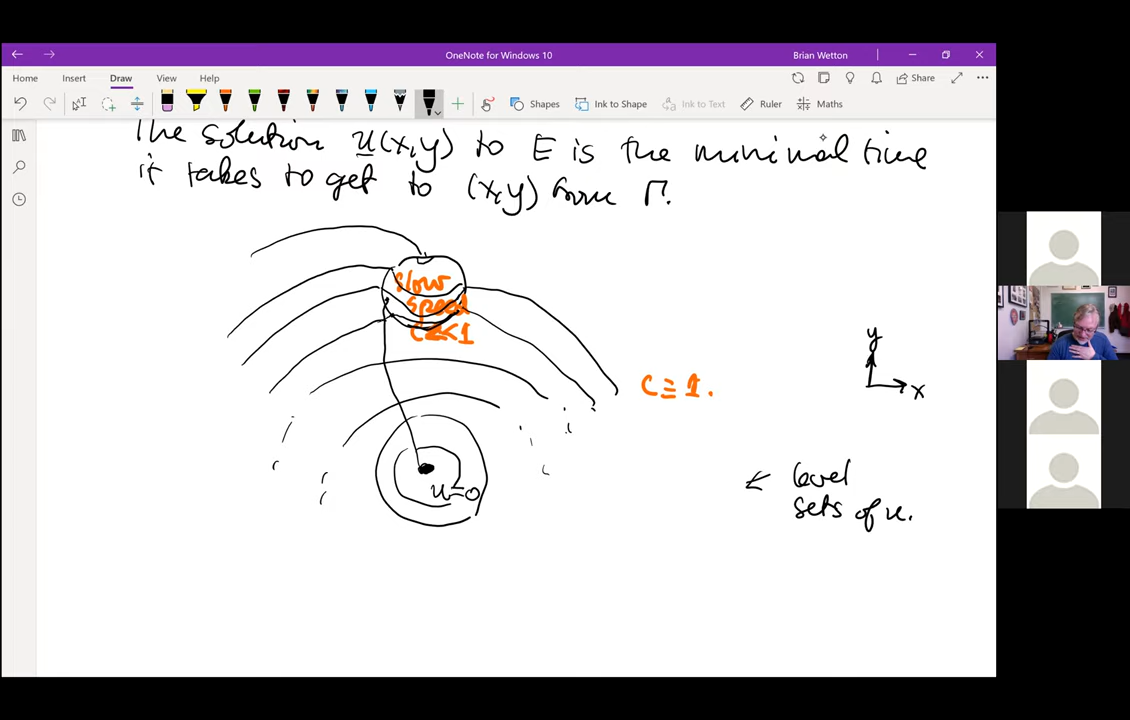 OneNote for Windows 10
Brian Wetton
Home Insert Draw View Help
Share
Shapes Ink to Shape Ink to Text Ruler Maths
The solution u(x,y) to E is the minimal time
it takes to get to (x,y) from Γ.
slow
speed
C<<1
C≡1.
y
x
u=0
← level
sets of u.